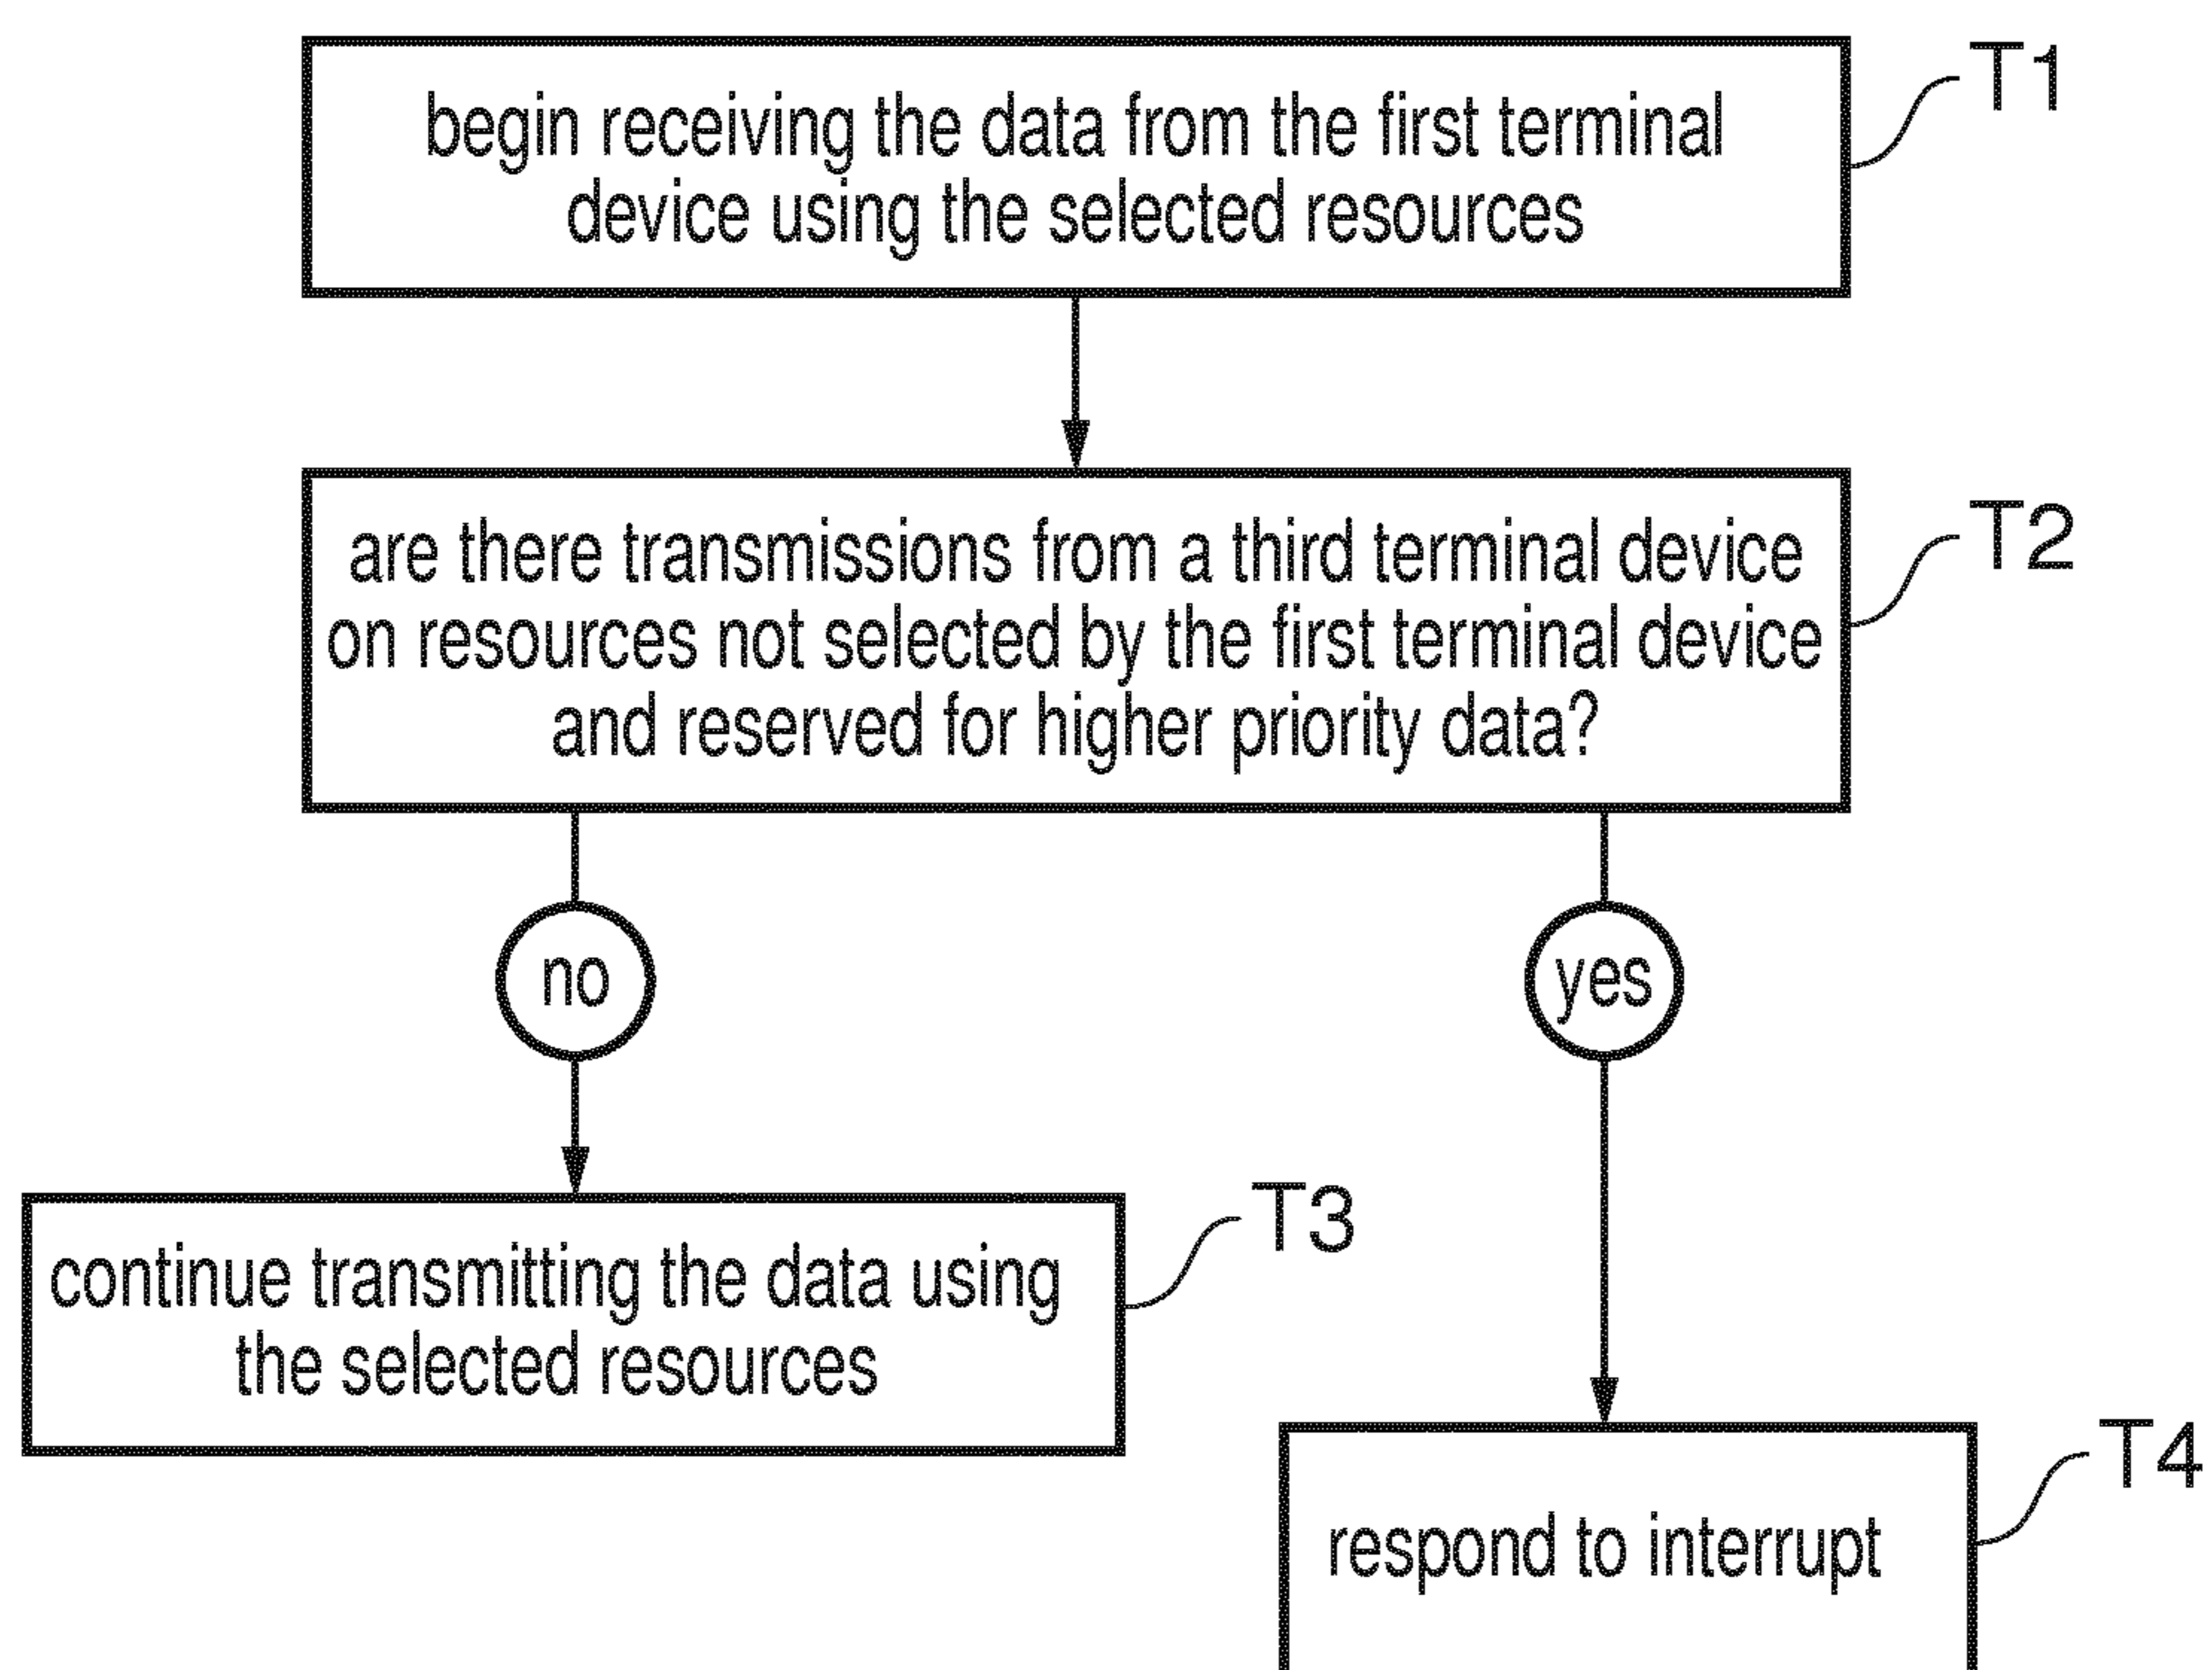 begin receiving the data from the first terminal
device using the selected resources
T1
are there transmissions from a third terminal device
on resources not selected by the first terminal device
and reserved for higher priority data?
T2
no
yes
continue transmitting the data using
the selected resources
T3
respond to interrupt
T4